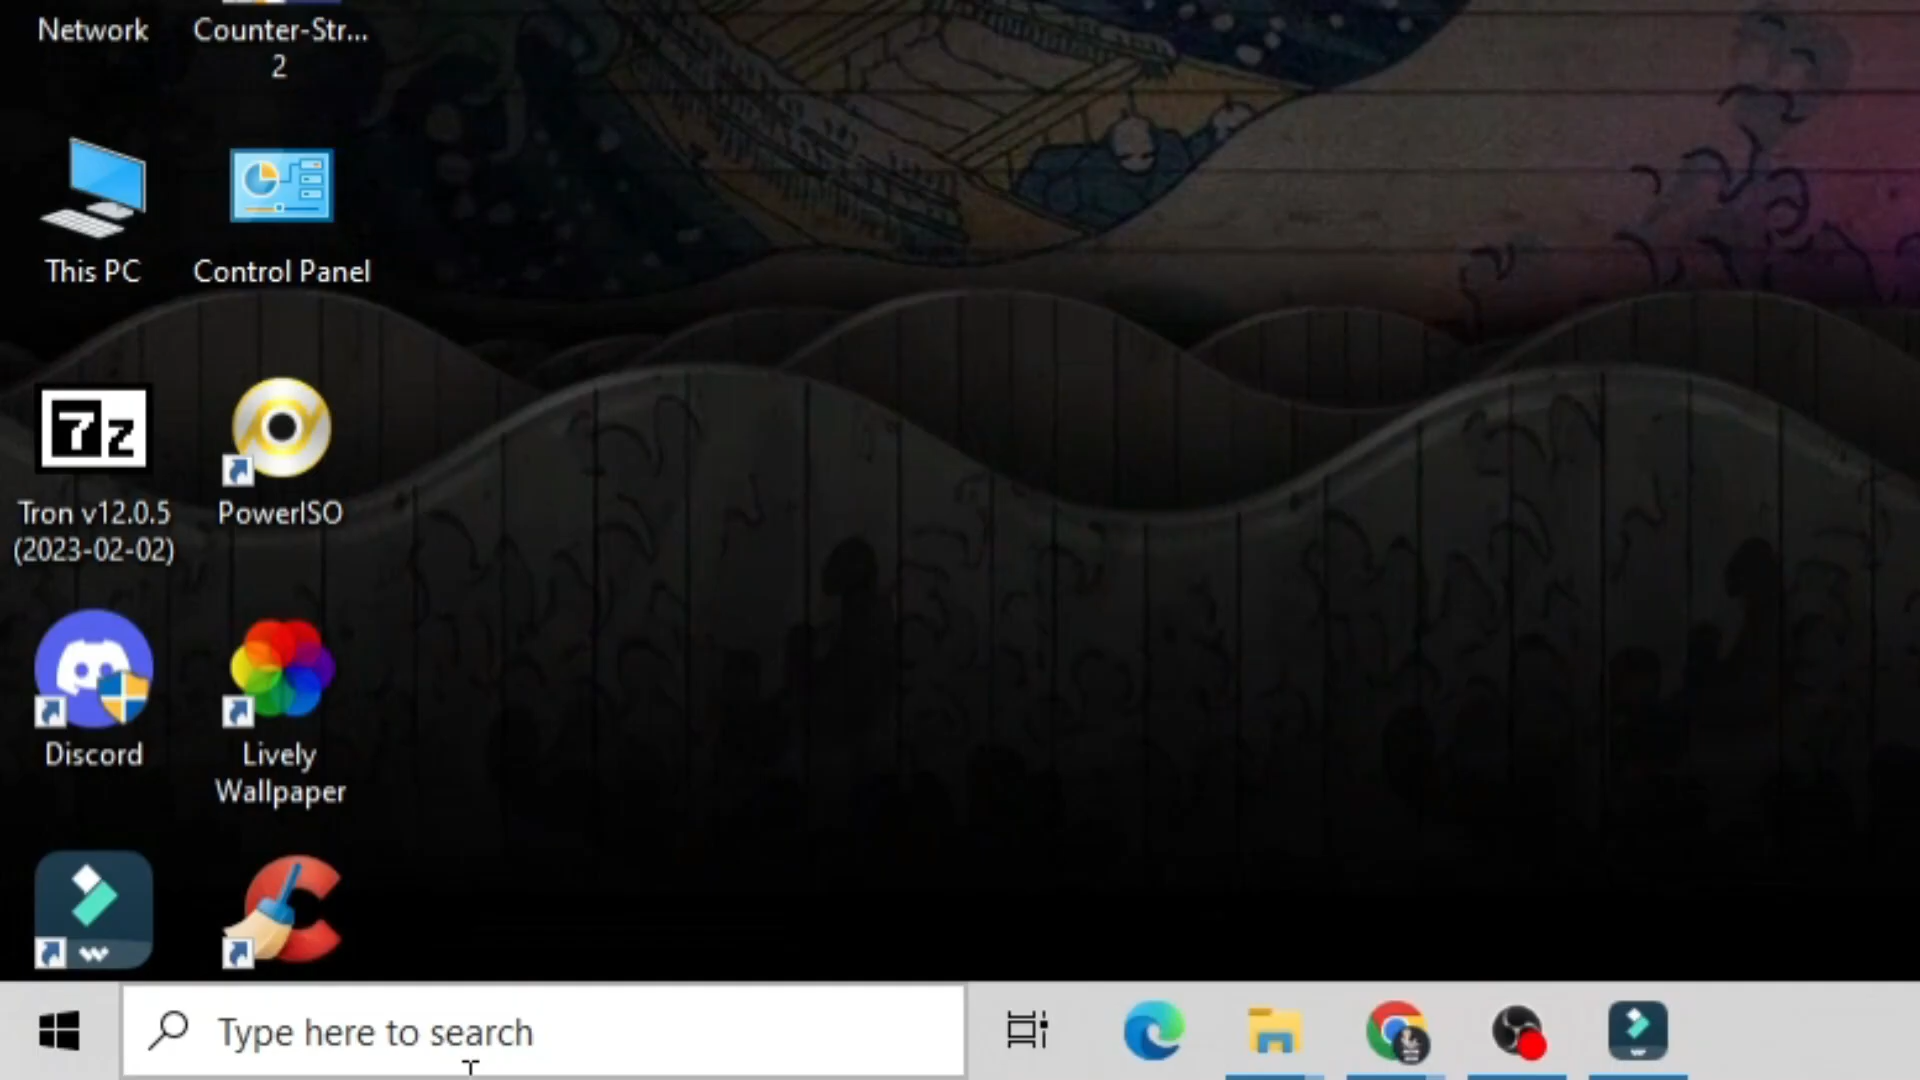 Network
Counter-Str...
2
This PC
Control Panel
7z
Tron v12.0.5
(2023-02-02)
PowerISO
Discord
Lively
Wallpaper
Type here to search